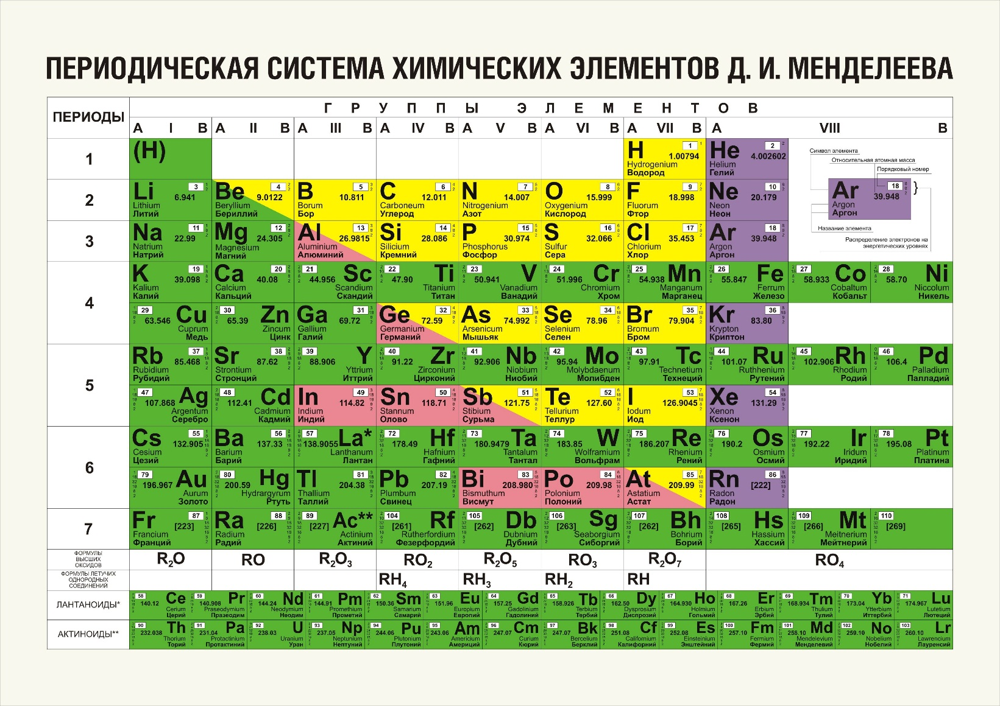 ПЕРИОДИЧЕСКАЯ СИСТЕМА ХИМИЧЕСКИХ ЭЛЕМЕНТОВ Д. И. МЕНДЕЛЕЕВА
ПЕРИОДЫ
ГРУППЫ ЭЛЕМЕНТОВ
A I B A II B A III B A IV B A V B A VI B A VII B A VIII B
1
(H)
H 1 1.00794 Hydrogenium Водород
He 2 4.002602 Helium Гелий
Символ элемента
Относительная атомная масса
Порядковый номер
Ar 18 39.948 Argon Аргон
Название элемента
Распределение электронов на
энергетических уровнях
2
Li 3 6.941 Lithium Литий
Be 4 9.0122 Beryllium Бериллий
B 5 10.811 Borum Бор
C 6 12.011 Carboneum Углерод
N 7 14.007 Nitrogenium Азот
O 8 15.999 Oxygenium Кислород
F 9 18.998 Fluorum Фтор
Ne 10 20.179 Neon Неон
3
Na 11 22.99 Natrium Натрий
Mg 12 24.305 Magnesium Магний
Al 13 26.9815 Aluminium Алюминий
Si 14 28.086 Silicium Кремний
P 15 30.974 Phosphorus Фосфор
S 16 32.066 Sulfur Сера
Cl 17 35.453 Chlorium Хлор
Ar 18 39.948 Argon Аргон
4
K 19 39.098 Kalium Калий
Ca 20 40.08 Calcium Кальций
21 44.956 Sc Scandium Скандий
22 47.90 Ti Titanium Титан
23 50.941 V Vanadium Ванадий
24 51.996 Cr Chromium Хром
25 54.938 Mn Manganum Марганец
26 55.847 Fe Ferrum Железо
27 58.933 Co Cobaltum Кобальт
28 58.70 Ni Niccolum Никель
29 63.546 Cu Cuprum Медь
30 65.39 Zn Zincum Цинк
Ga 31 69.72 Gallium Галий
Ge 32 72.59 Germanium Германий
As 33 74.992 Arsenicum Мышьяк
Se 34 78.96 Selenium Селен
Br 35 79.904 Bromum Бром
Kr 36 83.80 Krypton Криптон
5
Rb 37 85.468 Rubidium Рубидий
Sr 38 87.62 Strontium Стронций
39 88.906 Y Yttrium Иттрий
40 91.22 Zr Zirconium Цирконий
41 92.906 Nb Niobium Ниобий
42 95.94 Mo Molybdaenum Молибден
43 97.91 Tc Technetium Технеций
44 101.07 Ru Ruthhenium Рутений
45 102.906 Rh Rhodium Родий
46 106.4 Pd Palladium Палладий
47 107.868 Ag Argentum Серебро
48 112.41 Cd Cadmium Кадмий
In 49 114.82 Indium Индий
Sn 50 118.71 Stannum Олово
Sb 51 121.75 Stibium Сурьма
Te 52 127.60 Tellurium Теллур
I 53 126.9045 Iodum Иод
Xe 54 131.29 Xenon Ксенон
6
Cs 55 132.905 Cesium Цезий
Ba 56 137.33 Barium Барий
57 138.9055 La* Lanthanum Лантан
72 178.49 Hf Hafnium Гафний
73 180.9479 Ta Tantalum Тантал
74 183.85 W Wolframium Вольфрам
75 186.207 Re Rhenium Рений
76 190.2 Os Osmium Осмий
77 192.22 Ir Iridium Иридий
78 195.08 Pt Platinum Платина
79 196.967 Au Aurum Золото
80 200.59 Hg Hydrargyrum Ртуть
Tl 81 204.38 Thallium Таллий
Pb 82 207.19 Plumbum Свинец
Bi 83 208.980 Bismuthum Висмут
Po 84 209.98 Polonium Полоний
At 85 209.99 Astatium Астат
Rn 86 [222] Radon Радон
7
Fr 87 [223] Francium Франций
Ra 88 [226] Radium Радий
89 [227] Ac** Actinium Актиний
104 [261] Rf Rutherfordium Фезерфордий
105 [262] Db Dubnium Дубний
106 [263] Sg Seaborgium Сиборгий
107 [262] Bh Bohrium Борий
108 [265] Hs Hassium Хассий
109 [266] Mt Meitnerium Мейтнерий
110 [269]
ФОРМУЛЫ
ВЫСШИХ
ОКСИДОВ
R₂O RO R₂O₃ RO₂ R₂O₅ RO₃ R₂O₇ RO₄
ФОРМУЛЫ ЛЕТУЧИХ
ОДНОРОДНЫХ
СОЕДИНЕНИЙ
RH₄ RH₃ RH₂ RH
ЛАНТАНОИДЫ*
58 140.12 Ce Cerium Церий
59 140.908 Pr Praseodymium Празеодим
60 144.24 Nd Neodymium Неодим
61 144.91 Pm Promethium Прометий
62 150.36 Sm Samarium Самарий
63 151.96 Eu Europium Европий
64 157.25 Gd Gadolinium Гадолиний
65 158.926 Tb Terbium Тербий
66 162.50 Dy Dysprosium Диспрозий
67 164.930 Ho Holmium Гольмий
68 167.26 Er Erbium Эрбий
69 168.934 Tm Thulium Тулий
70 173.04 Yb Ytterbium Иттербий
71 174.967 Lu Lutetium Лютеций
АКТИНОИДЫ**
90 232.038 Th Thorium Торий
91 231.04 Pa Protactinium Протактиний
92 238.03 U Uranium Уран
93 237.05 Np Neptunium Нептуний
94 244.06 Pu Plutonium Плутоний
95 243.06 Am Americium Америций
96 247.07 Cm Curium Кюрий
97 247.07 Bk Bercelium Берклий
98 251.08 Cf Californium Калифорний
99 252.08 Es Einsteinium Энштейний
100 257.10 Fm Fermium Фермий
101 258.10 Md Mendelevium Менделевий
102 259.10 No Nobelium Нобелий
103 260.10 Lr Lawrencium Лауренсий